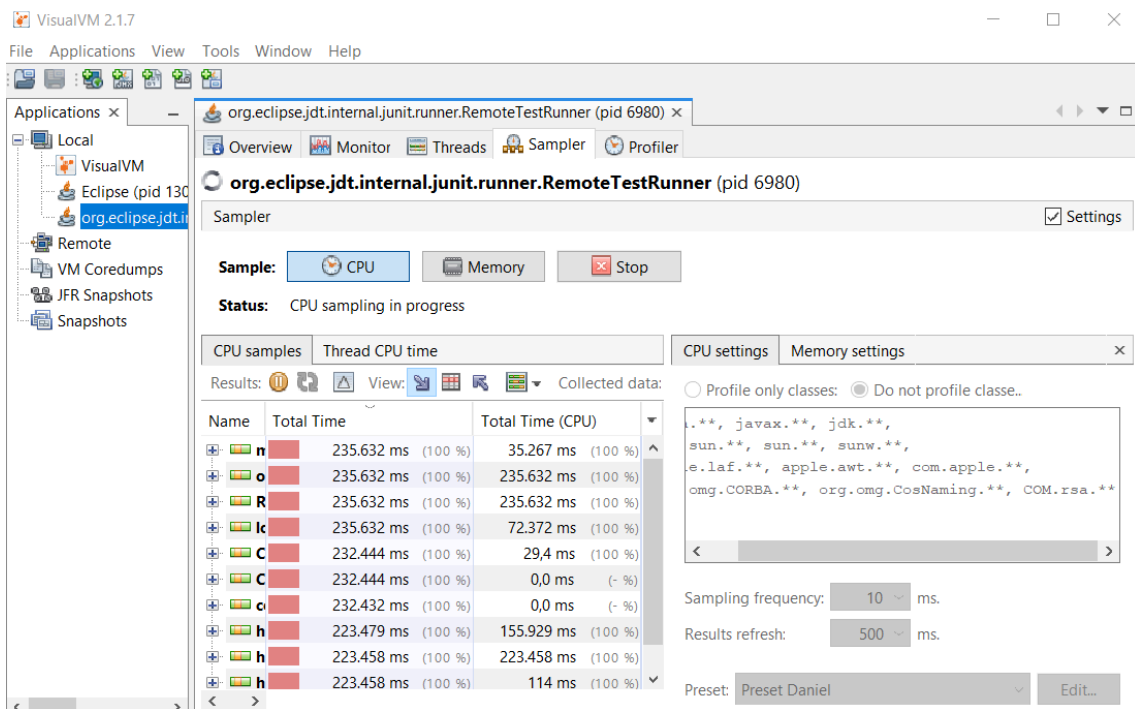 VisualVM 2.1.7
File Applications View Tools Window Help
Applications
Local
VisualVM
Eclipse (pid 130
org.eclipse.jdt.ir
Remote
VM Coredumps
JFR Snapshots
Snapshots
org.eclipse.jdt.internal.junit.runner.RemoteTestRunner (pid 6980)
Overview Monitor Threads Sampler Profiler
org.eclipse.jdt.internal.junit.runner.RemoteTestRunner (pid 6980)
Sampler Settings
Sample: CPU Memory Stop
Status: CPU sampling in progress
CPU samples Thread CPU time
Results: View: Collected data:
Name Total Time Total Time (CPU)
m 235.632 ms (100 %) 35.267 ms (100 %)
o 235.632 ms (100 %) 235.632 ms (100 %)
R 235.632 ms (100 %) 235.632 ms (100 %)
lo 235.632 ms (100 %) 72.372 ms (100 %)
C 232.444 ms (100 %) 29,4 ms (100 %)
C 232.444 ms (100 %) 0,0 ms (- %)
co 232.432 ms (100 %) 0,0 ms (- %)
h 223.479 ms (100 %) 155.929 ms (100 %)
h 223.458 ms (100 %) 223.458 ms (100 %)
h 223.458 ms (100 %) 114 ms (100 %)
CPU settings Memory settings
Profile only classes: Do not profile classe..
.**, javax.**, jdk.**,
sun.**, sun.**, sunw.**,
e.laf.**, apple.awt.**, com.apple.**,
omg.CORBA.**, org.omg.CosNaming.**, COM.rsa.**
Sampling frequency: 10 ms.
Results refresh: 500 ms.
Preset: Preset Daniel Edit...